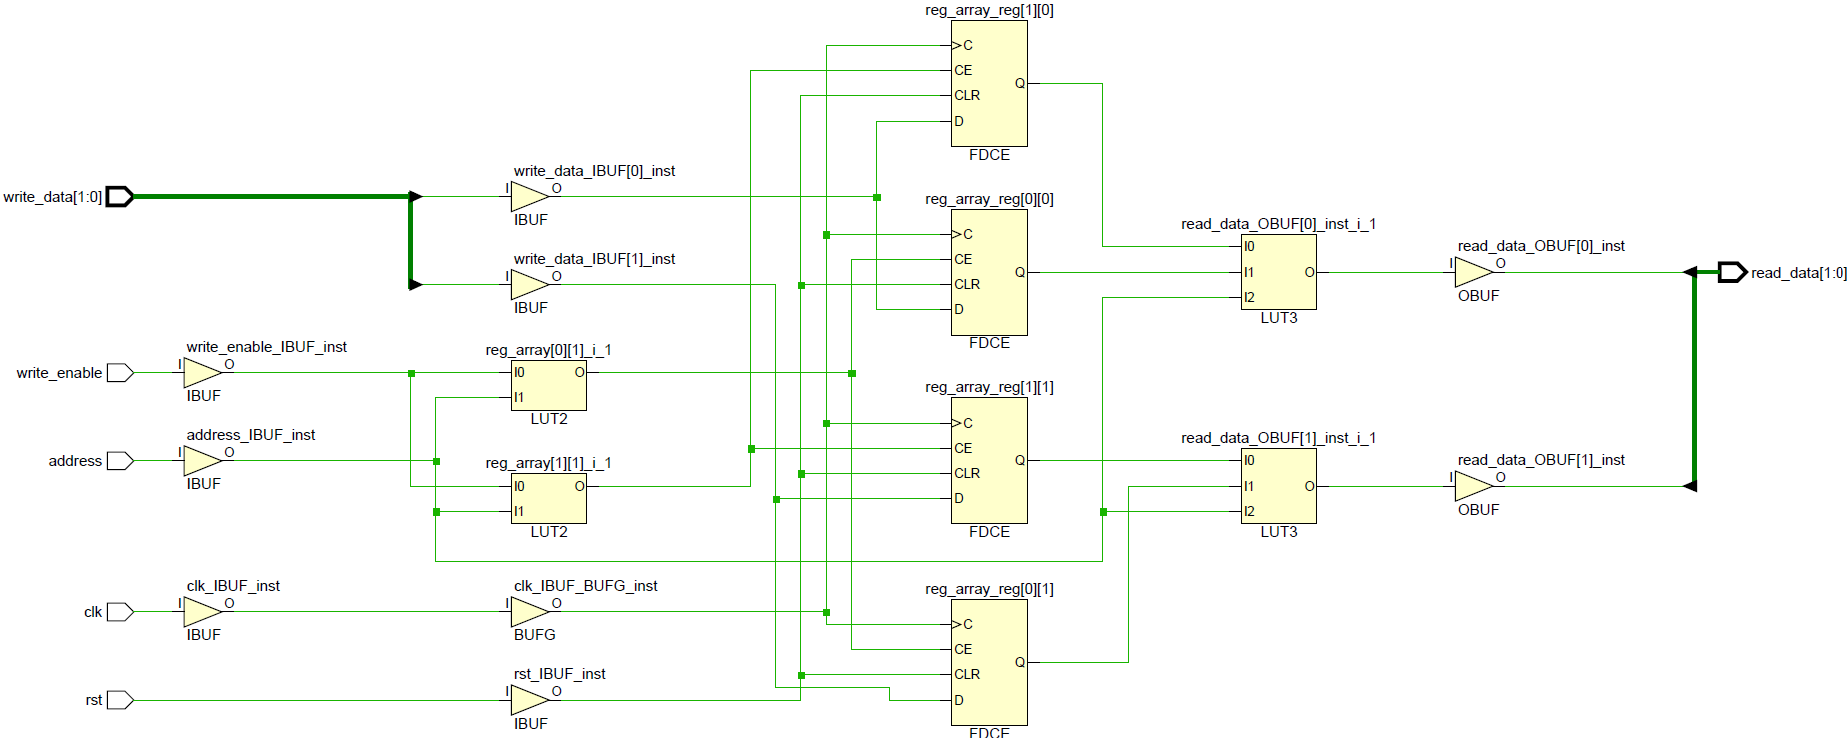 reg_array_reg[1][0]
C
CE
CLR
D
Q
FDCE
write_data[1:0]
write_data_IBUF[0]_inst
I
O
IBUF
write_data_IBUF[1]_inst
I
O
IBUF
reg_array_reg[0][0]
C
CE
CLR
D
Q
FDCE
read_data_OBUF[0]_inst_i_1
I0
I1
I2
O
LUT3
read_data_OBUF[0]_inst
I
O
OBUF
read_data[1:0]
write_enable
write_enable_IBUF_inst
I
O
IBUF
reg_array[0][1]_i_1
I0
I1
O
LUT2
address
address_IBUF_inst
I
O
IBUF
reg_array[1][1]_i_1
I0
I1
O
LUT2
reg_array_reg[1][1]
C
CE
CLR
D
Q
FDCE
read_data_OBUF[1]_inst_i_1
I0
I1
I2
O
LUT3
read_data_OBUF[1]_inst
I
O
OBUF
clk
clk_IBUF_inst
I
O
IBUF
clk_IBUF_BUFG_inst
I
O
BUFG
reg_array_reg[0][1]
C
CE
CLR
D
Q
FDCE
rst
rst_IBUF_inst
I
O
IBUF